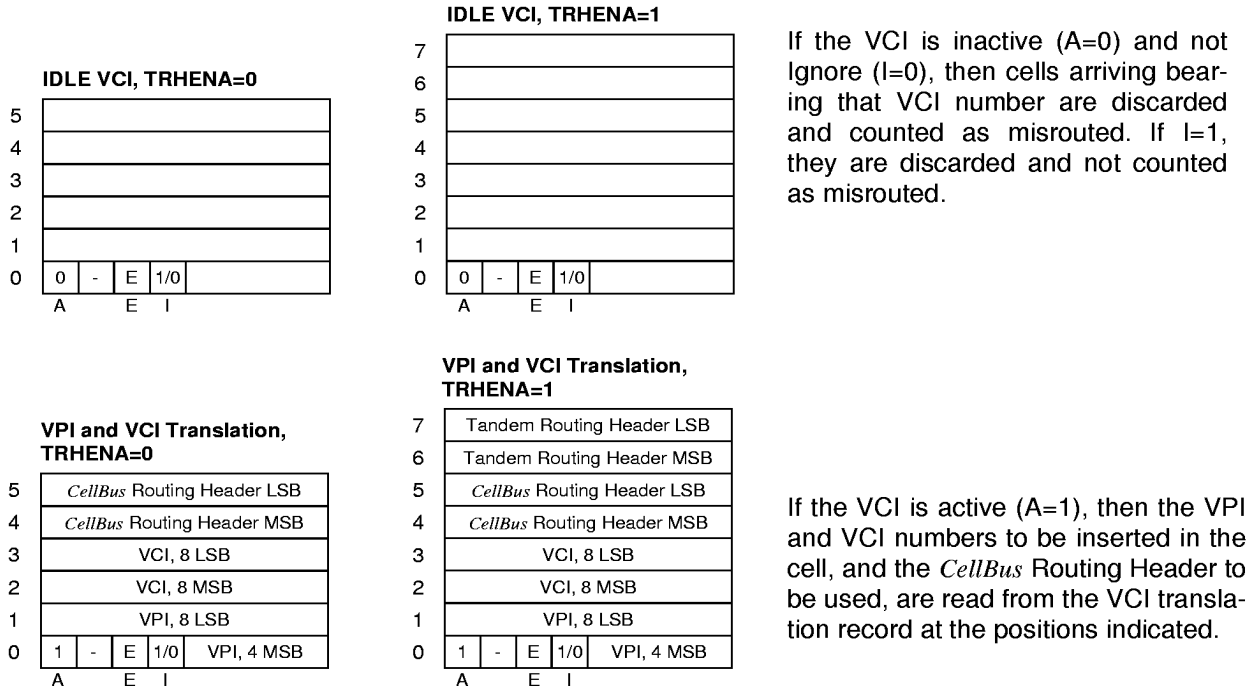 IDLE VCI, TRHENA=0
5
4
3
2
1
0 0 - E 1/0
A E I
IDLE VCI, TRHENA=1
7
6
5
4
3
2
1
0 0 - E 1/0
A E I
If the VCI is inactive (A=0) and not
Ignore (I=0), then cells arriving bear-
ing that VCI number are discarded
and counted as misrouted. If I=1,
they are discarded and not counted
as misrouted.
VPI and VCI Translation,
TRHENA=0
5 CellBus Routing Header LSB
4 CellBus Routing Header MSB
3 VCI, 8 LSB
2 VCI, 8 MSB
1 VPI, 8 LSB
0 1 - E 1/0 VPI, 4 MSB
A E I
VPI and VCI Translation,
TRHENA=1
7 Tandem Routing Header LSB
6 Tandem Routing Header MSB
5 CellBus Routing Header LSB
4 CellBus Routing Header MSB
3 VCI, 8 LSB
2 VCI, 8 MSB
1 VPI, 8 LSB
0 1 - E 1/0 VPI, 4 MSB
A E I
If the VCI is active (A=1), then the VPI
and VCI numbers to be inserted in the
cell, and the CellBus Routing Header to
be used, are read from the VCI transla-
tion record at the positions indicated.